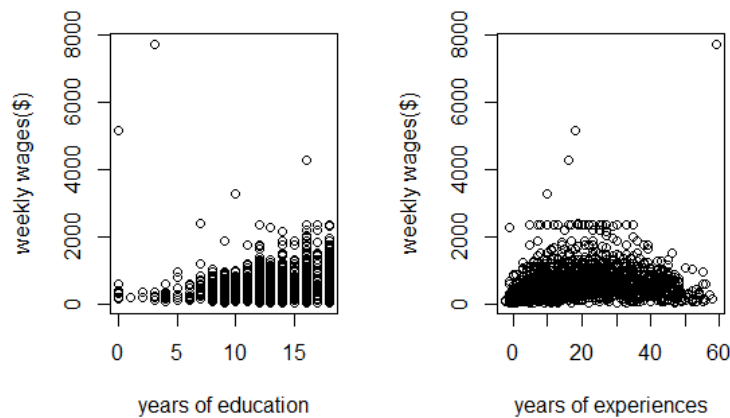 8000
6000
4000
2000
0
weekly wages($)
0 5 10 15
years of education
8000
6000
4000
2000
0
weekly wages($)
0 20 40 60
years of experiences